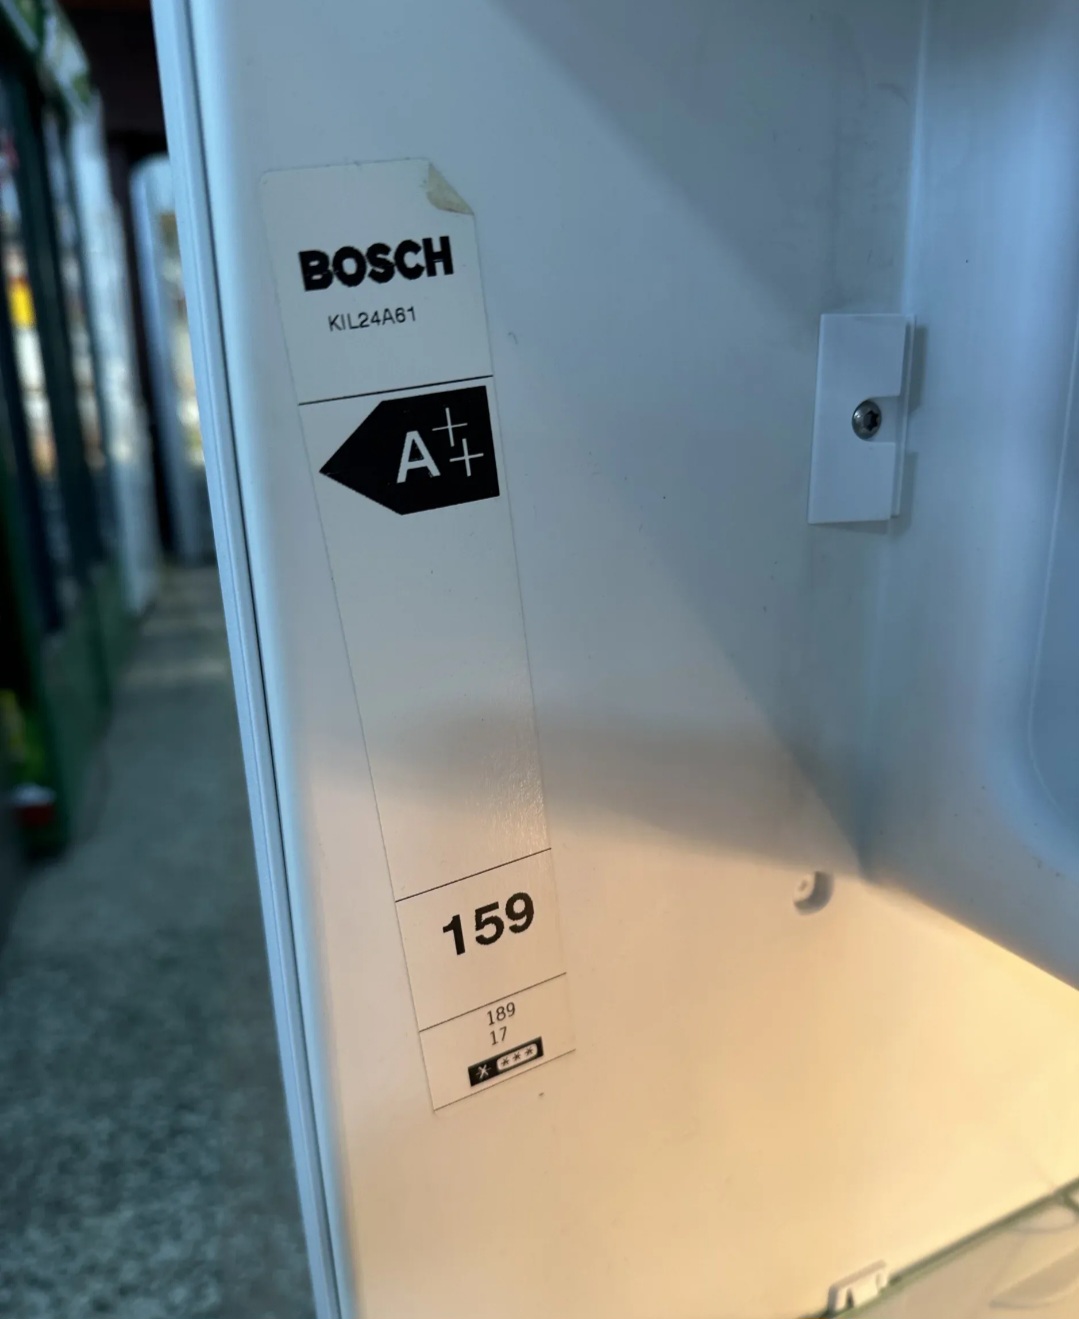 BOSCH
KIL24A61
A++
159
189
17
* ***